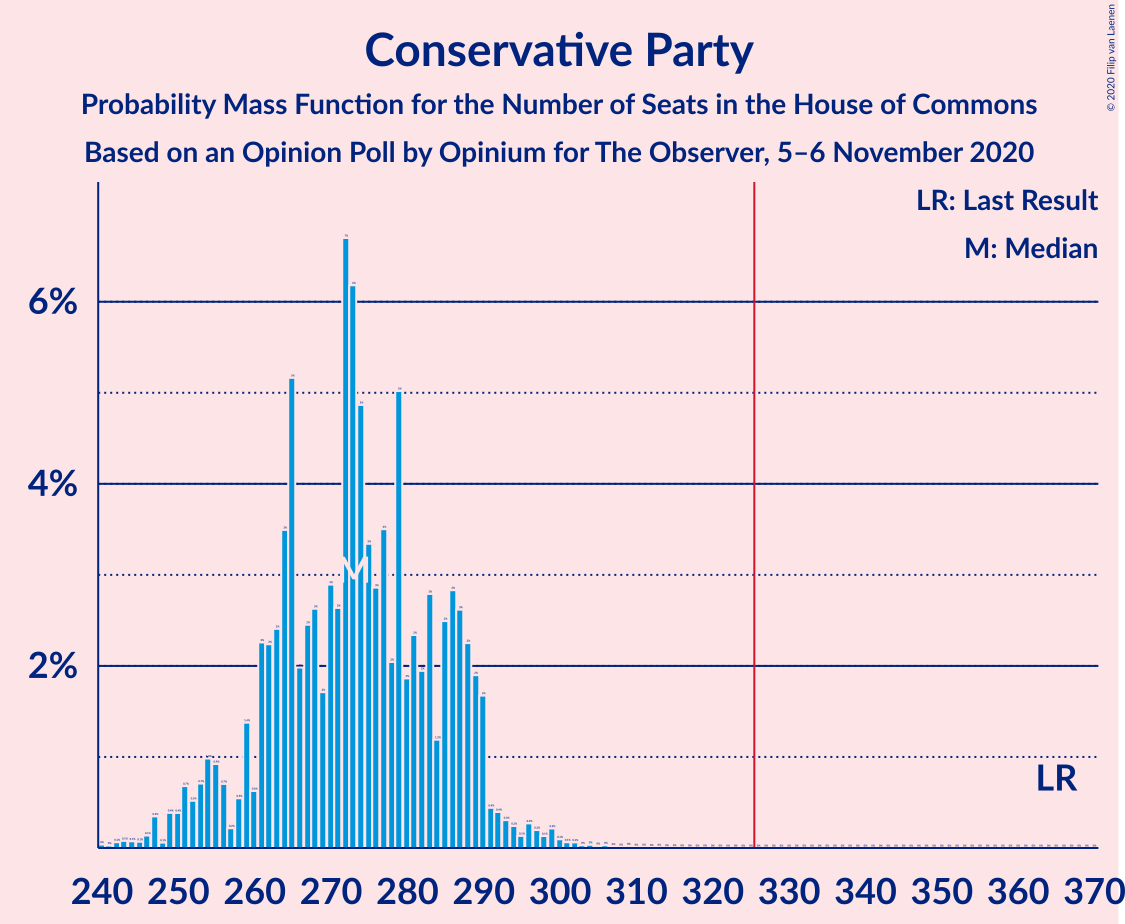 Conservative Party
Probability Mass Function for the Number of Seats in the House of Commons
Based on an Opinion Poll by Opinium for The Observer, 5–6 November 2020
© 2020 Filip van Laenen
LR: Last Result
M: Median
6%
4%
2%
M
LR
240 250 260 270 280 290 300 310 320 330 340 350 360 370